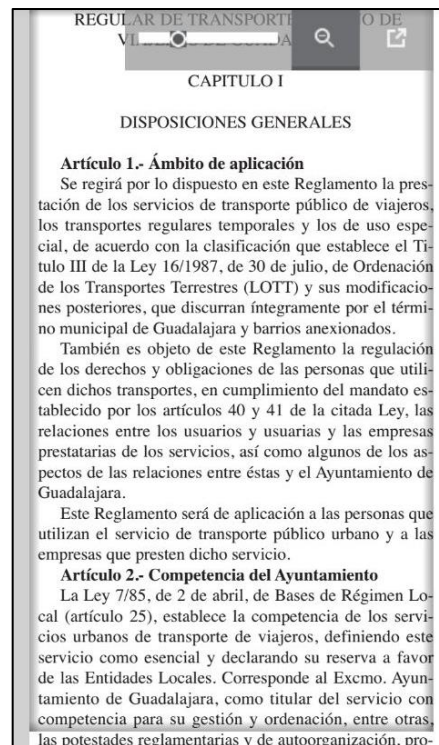 REGULAR DE TRANSPORTE
DE
CAPITULO I
DISPOSICIONES GENERALES
Artículo 1.- Ámbito de aplicación
Se regirá por lo dispuesto en este Reglamento la pres-
tación de los servicios de transporte público de viajeros,
los transportes regulares temporales y los de uso espe-
cial, de acuerdo con la clasificación que establece el Tí-
tulo III de la Ley 16/1987, de 30 de julio, de Ordenación
de los Transportes Terrestres (LOTT) y sus modificacio-
nes posteriores, que discurran íntegramente por el térmi-
no municipal de Guadalajara y barrios anexionados.
También es objeto de este Reglamento la regulación
de los derechos y obligaciones de las personas que utili-
cen dichos transportes, en cumplimiento del mandato es-
tablecido por los artículos 40 y 41 de la citada Ley, las
relaciones entre los usuarios y usuarias y las empresas
prestatarias de los servicios, así como algunos de los as-
pectos de las relaciones entre éstas y el Ayuntamiento de
Guadalajara.
Este Reglamento será de aplicación a las personas que
utilizan el servicio de transporte público urbano y a las
empresas que presten dicho servicio.
Artículo 2.- Competencia del Ayuntamiento
La Ley 7/85, de 2 de abril, de Bases de Régimen Lo-
cal (artículo 25), establece la competencia de los servi-
cios urbanos de transporte de viajeros, definiendo este
servicio como esencial y declarando su reserva a favor
de las Entidades Locales. Corresponde al Excmo. Ayun-
tamiento de Guadalajara, como titular del servicio con
competencia para su gestión y ordenación, entre otras,
las potestades reglamentarias y de autoorganización, pro-